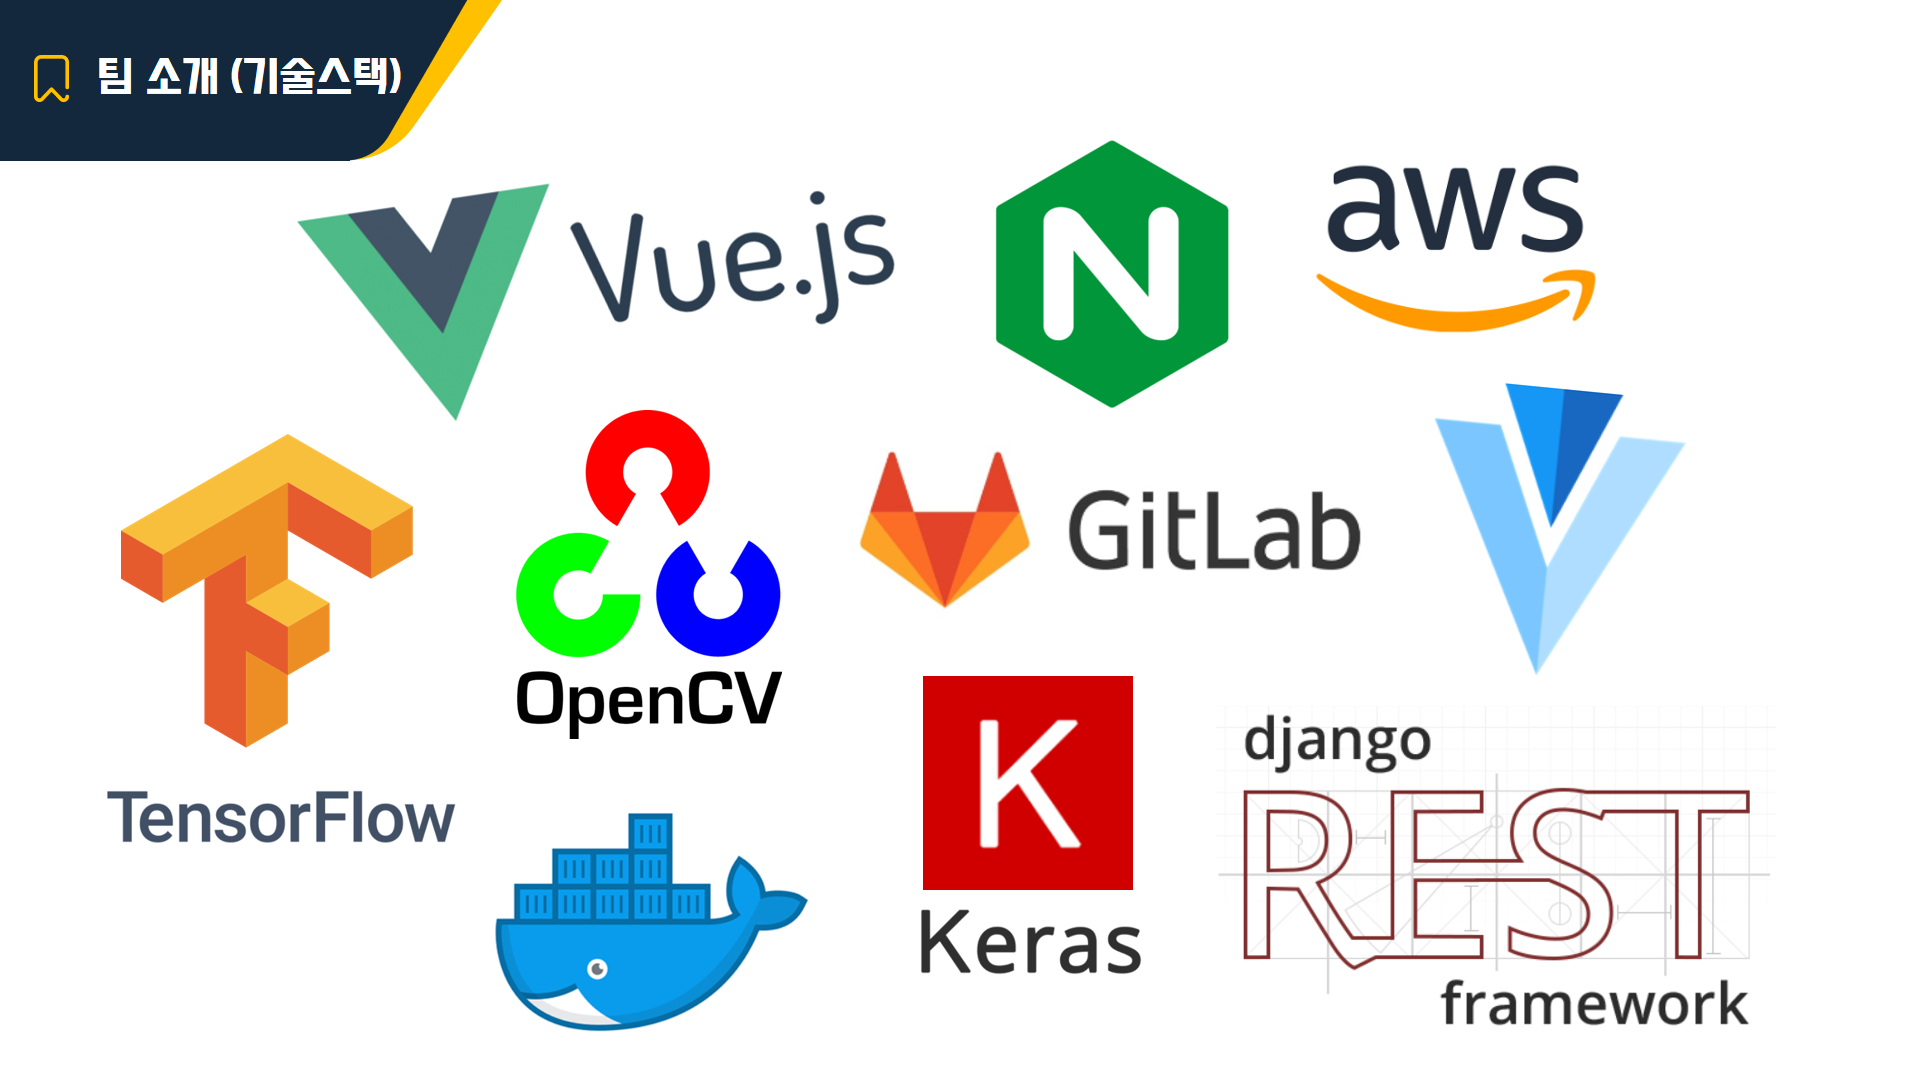 팀 소개 (기술스택)
Vue.js
N
aws
TensorFlow
OpenCV
GitLab
K
Keras
django
REST
framework